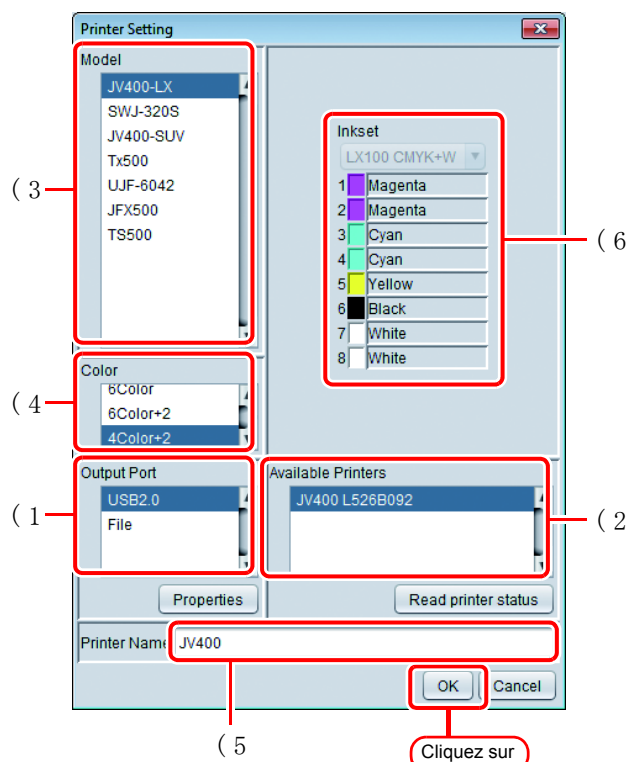 Printer Setting
Model
JV400-LX
SWJ-320S
JV400-SUV
Tx500
UJF-6042
JFX500
TS500
( 3
Inkset
LX100 CMYK+W
1 Magenta
2 Magenta
3 Cyan
4 Cyan
5 Yellow
6 Black
7 White
8 White
( 6
Color
6Color
6Color+2
4Color+2
( 4
Output Port
USB2.0
File
( 1
Properties
Available Printers
JV400 L526B092
( 2
Read printer status
Printer Name JV400
OK Cancel
( 5
Cliquez sur